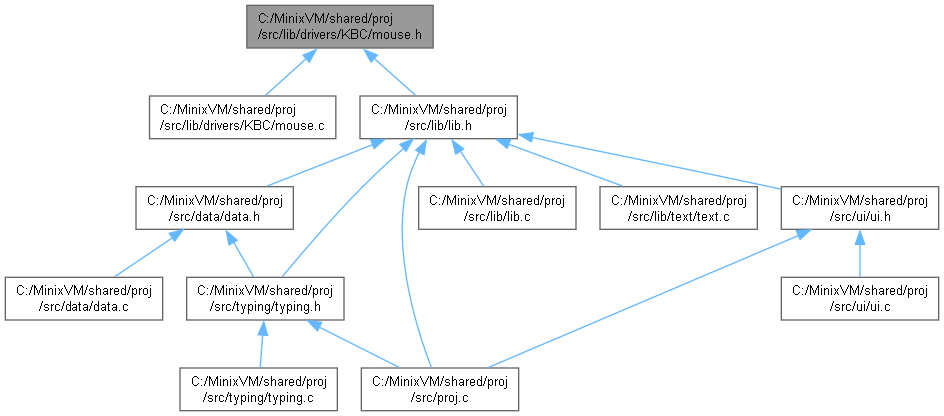 C:/MinixVM/shared/proj
/src/lib/drivers/KBC/mouse.h
C:/MinixVM/shared/proj
/src/lib/drivers/KBC/mouse.c
C:/MinixVM/shared/proj
/src/lib/lib.h
C:/MinixVM/shared/proj
/src/data/data.h
C:/MinixVM/shared/proj
/src/lib/lib.c
C:/MinixVM/shared/proj
/src/lib/text/text.c
C:/MinixVM/shared/proj
/src/ui/ui.h
C:/MinixVM/shared/proj
/src/data/data.c
C:/MinixVM/shared/proj
/src/typing/typing.h
C:/MinixVM/shared/proj
/src/ui/ui.c
C:/MinixVM/shared/proj
/src/typing/typing.c
C:/MinixVM/shared/proj
/src/proj.c